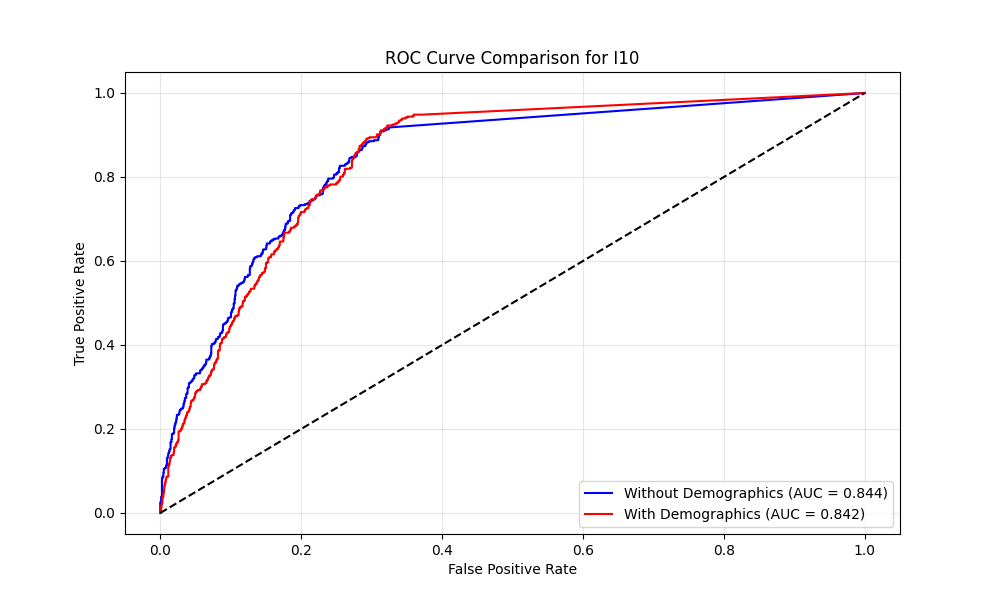 ROC Curve Comparison for I10
True Positive Rate
1.0
0.8
0.6
0.4
0.2
0.0
Without Demographics (AUC = 0.844)
With Demographics (AUC = 0.842)
0.0 0.2 0.4 0.6 0.8 1.0
False Positive Rate